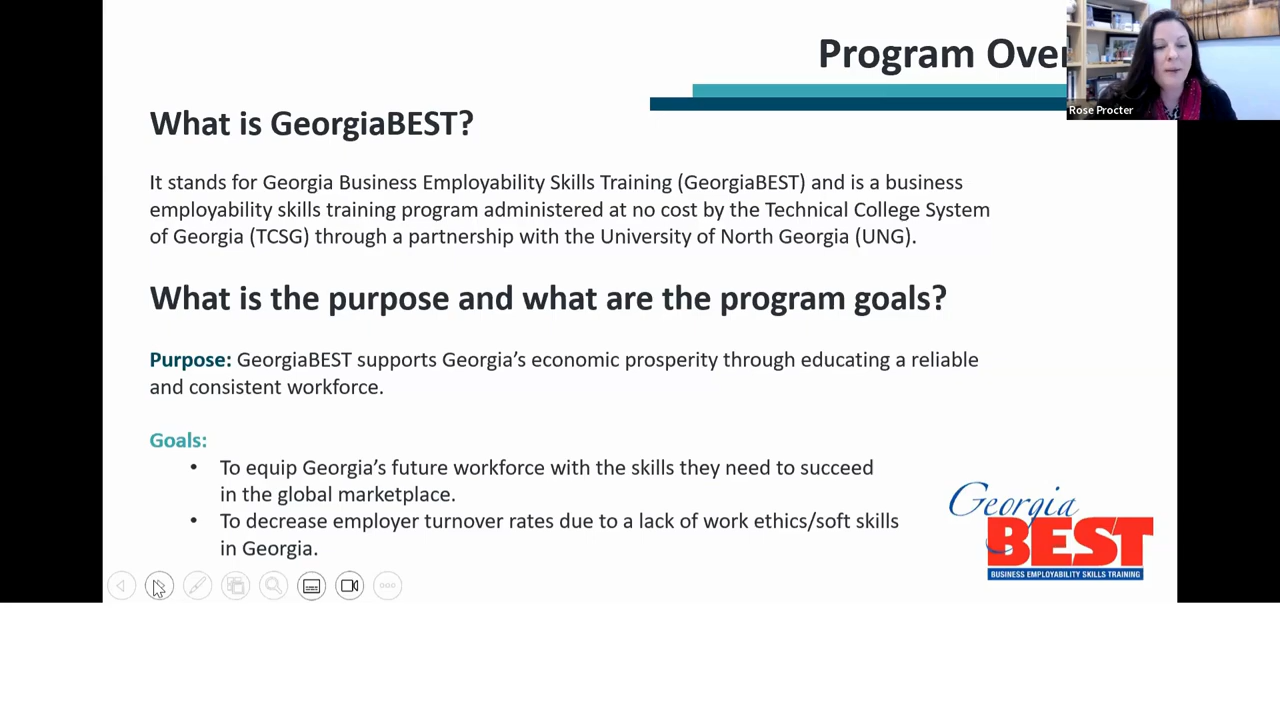 Program Over
Rose Procter
What is GeorgiaBEST?
It stands for Georgia Business Employability Skills Training (GeorgiaBEST) and is a business
employability skills training program administered at no cost by the Technical College System
of Georgia (TCSG) through a partnership with the University of North Georgia (UNG).
What is the purpose and what are the program goals?
Purpose: GeorgiaBEST supports Georgia’s economic prosperity through educating a reliable
and consistent workforce.
Goals:
• To equip Georgia’s future workforce with the skills they need to succeed
in the global marketplace.
• To decrease employer turnover rates due to a lack of work ethics/soft skills
in Georgia.
Georgia
BEST
BUSINESS EMPLOYABILITY SKILLS TRAINING